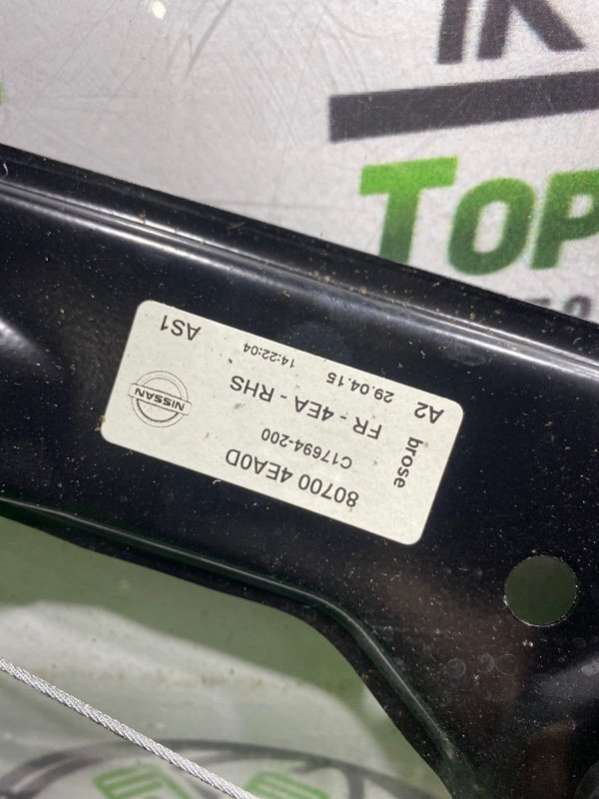 TOP
80700 4EA0D
C17694-200
brose
FR - 4EA - RHS
A2
29.04.15 14:22:04
AS1
NISSAN